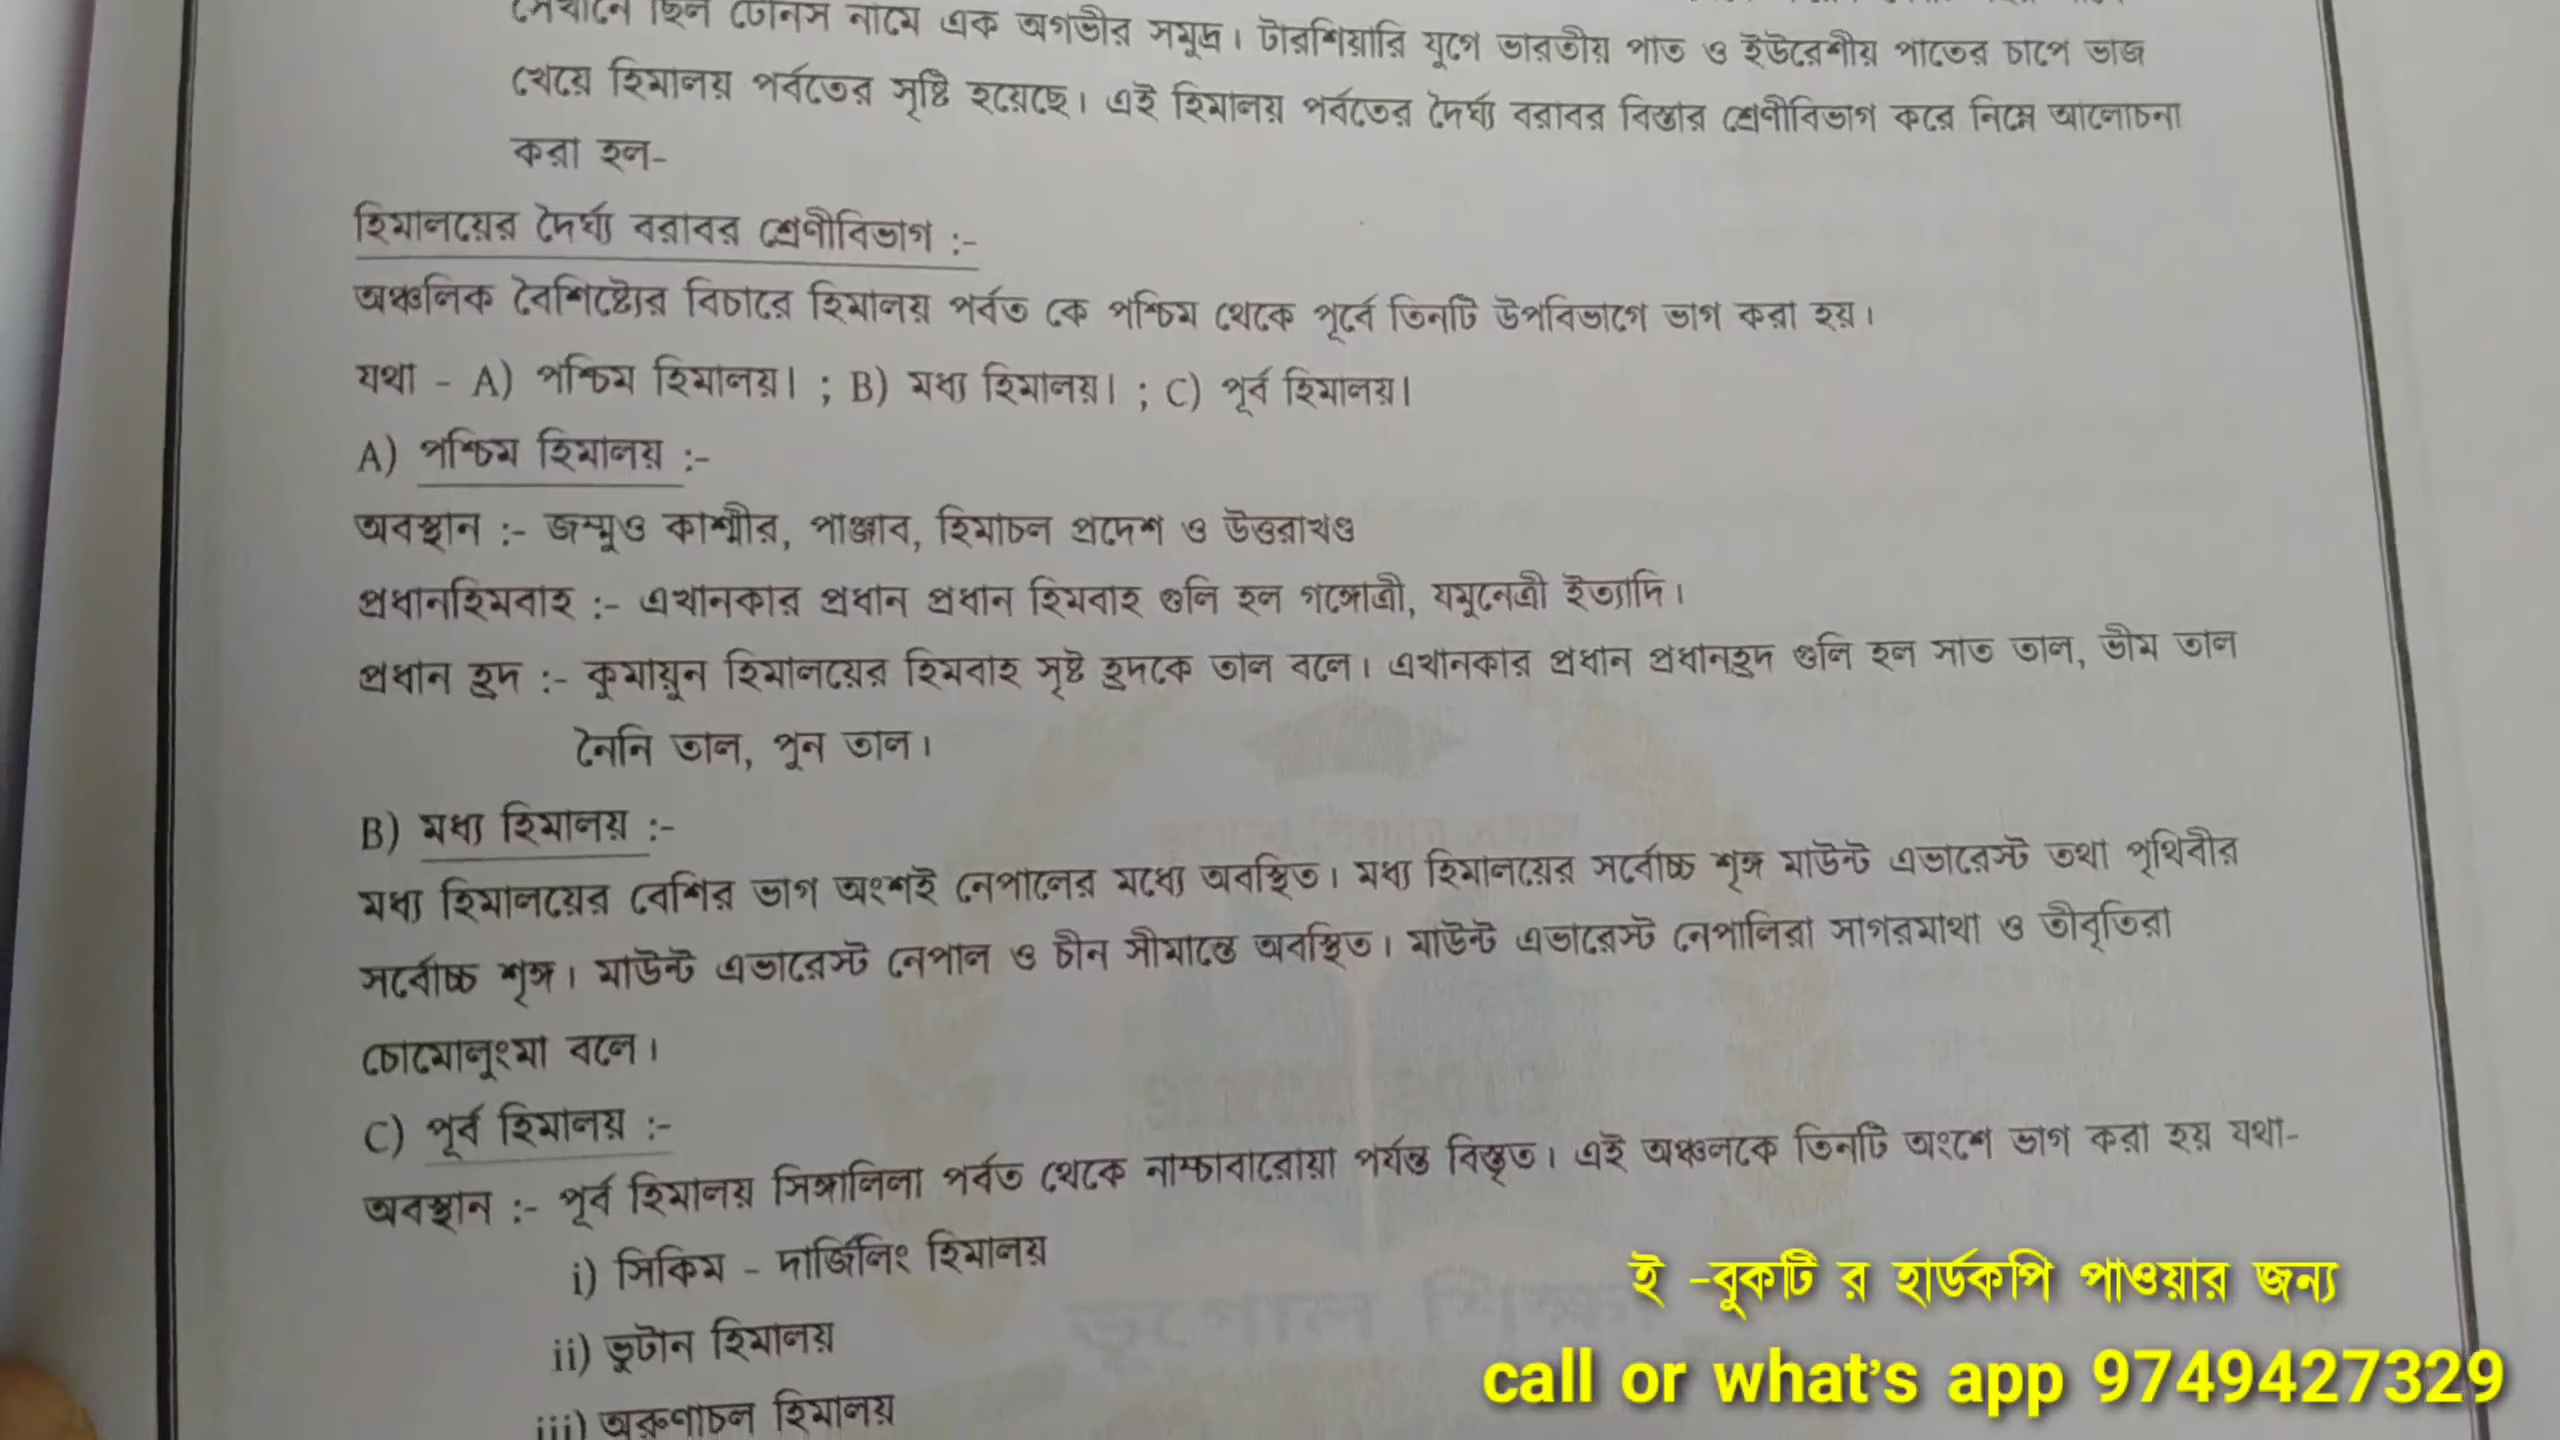 সেখানে ছিল টেনিস নামে এক অগভীর সমুদ্র। টারশিয়ারি যুগে ভারতীয় পাত ও ইউরেশীয় পাতের চাপে ভাজ
খেয়ে হিমালয় পর্বতের সৃষ্টি হয়েছে। এই হিমালয় পর্বতের দৈর্ঘ্য বরাবর বিস্তার শ্রেণীবিভাগ করে নিম্নে আলোচনা
করা হল-
হিমালয়ের দৈর্ঘ্য বরাবর শ্রেণীবিভাগ :-
অঞ্চলিক বৈশিষ্ট্যের বিচারে হিমালয় পর্বত কে পশ্চিম থেকে পূর্বে তিনটি উপবিভাগে ভাগ করা হয়।
যথা - A) পশ্চিম হিমালয়। ; B) মধ্য হিমালয়। ; C) পূর্ব হিমালয়।
A) পশ্চিম হিমালয় :-
অবস্থান :- জম্মুও কাশ্মীর, পাঞ্জাব, হিমাচল প্রদেশ ও উত্তরাখণ্ড
প্রধানহিমবাহ :- এখানকার প্রধান প্রধান হিমবাহ গুলি হল গঙ্গোত্রী, যমুনেত্রী ইত্যাদি।
প্রধান হ্রদ :- কুমায়ুন হিমালয়ের হিমবাহ সৃষ্ট হ্রদকে তাল বলে। এখানকার প্রধান প্রধানহ্রদ গুলি হল সাত তাল, ভীম তাল
নৈনি তাল, পুন তাল।
B) মধ্য হিমালয় :-
মধ্য হিমালয়ের বেশির ভাগ অংশই নেপালের মধ্যে অবস্থিত। মধ্য হিমালয়ের সর্বোচ্চ শৃঙ্গ মাউন্ট এভারেস্ট তথা পৃথিবীর
সর্বোচ্চ শৃঙ্গ। মাউন্ট এভারেস্ট নেপাল ও চীন সীমান্তে অবস্থিত। মাউন্ট এভারেস্ট নেপালিরা সাগরমাথা ও তীবৃতিরা
চোমোলুংমা বলে।
C) পূর্ব হিমালয় :-
অবস্থান :- পূর্ব হিমালয় সিঙ্গালিলা পর্বত থেকে নাম্চাবারোয়া পর্যন্ত বিস্তৃত। এই অঞ্চলকে তিনটি অংশে ভাগ করা হয় যথা-
i) সিকিম - দার্জিলিং হিমালয়
ii) ভুটান হিমালয়
iii) অরুণাচল হিমালয়
ই -বুকটি র হার্ডকপি পাওয়ার জন্য
call or what's app 9749427329